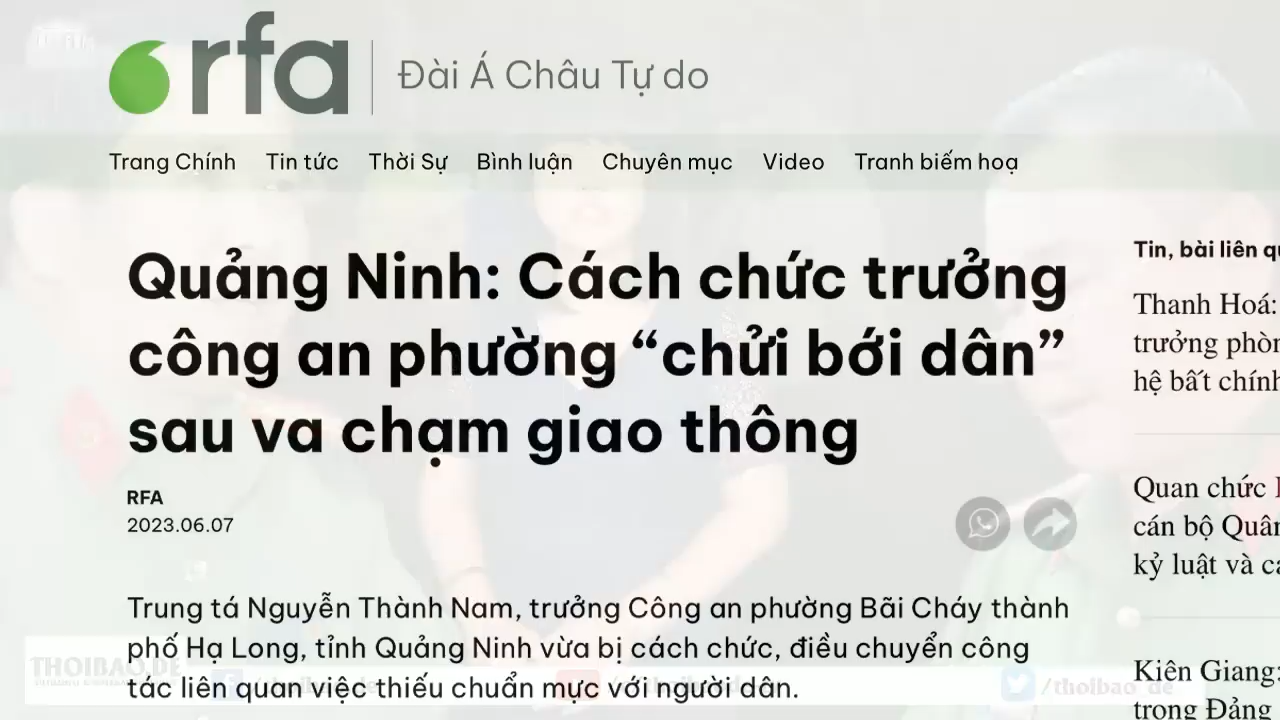 rfa
Đài Á Châu Tự do
Trang Chính Tin tức Thời Sự Bình luận Chuyên mục Video Tranh biếm hoạ
Quảng Ninh: Cách chức trưởng
công an phường “chửi bới dân”
sau va chạm giao thông
RFA
2023.06.07
Trung tá Nguyễn Thành Nam, trưởng Công an phường Bãi Cháy thành
phố Hạ Long, tỉnh Quảng Ninh vừa bị cách chức, điều chuyển công
tác liên quan việc thiếu chuẩn mực với người dân.
Tin, bài liên
Thanh Hoá:
trưởng
hệ bất chính
Quan chức
cán bộ
kỷ luật và
Kiên Giang:
trong Đảng
THOIBAO.DE
/thoibao_de